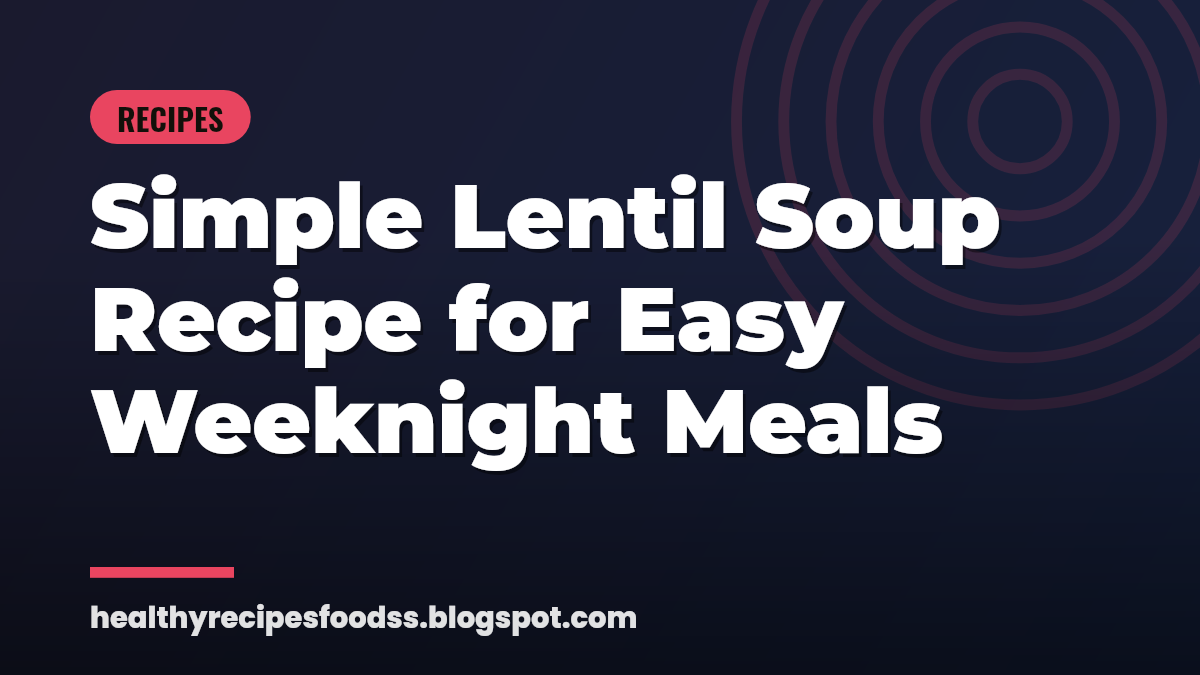 RECIPES
Simple Lentil Soup
Recipe for Easy
Weeknight Meals
healthyrecipesfoodss.blogspot.com